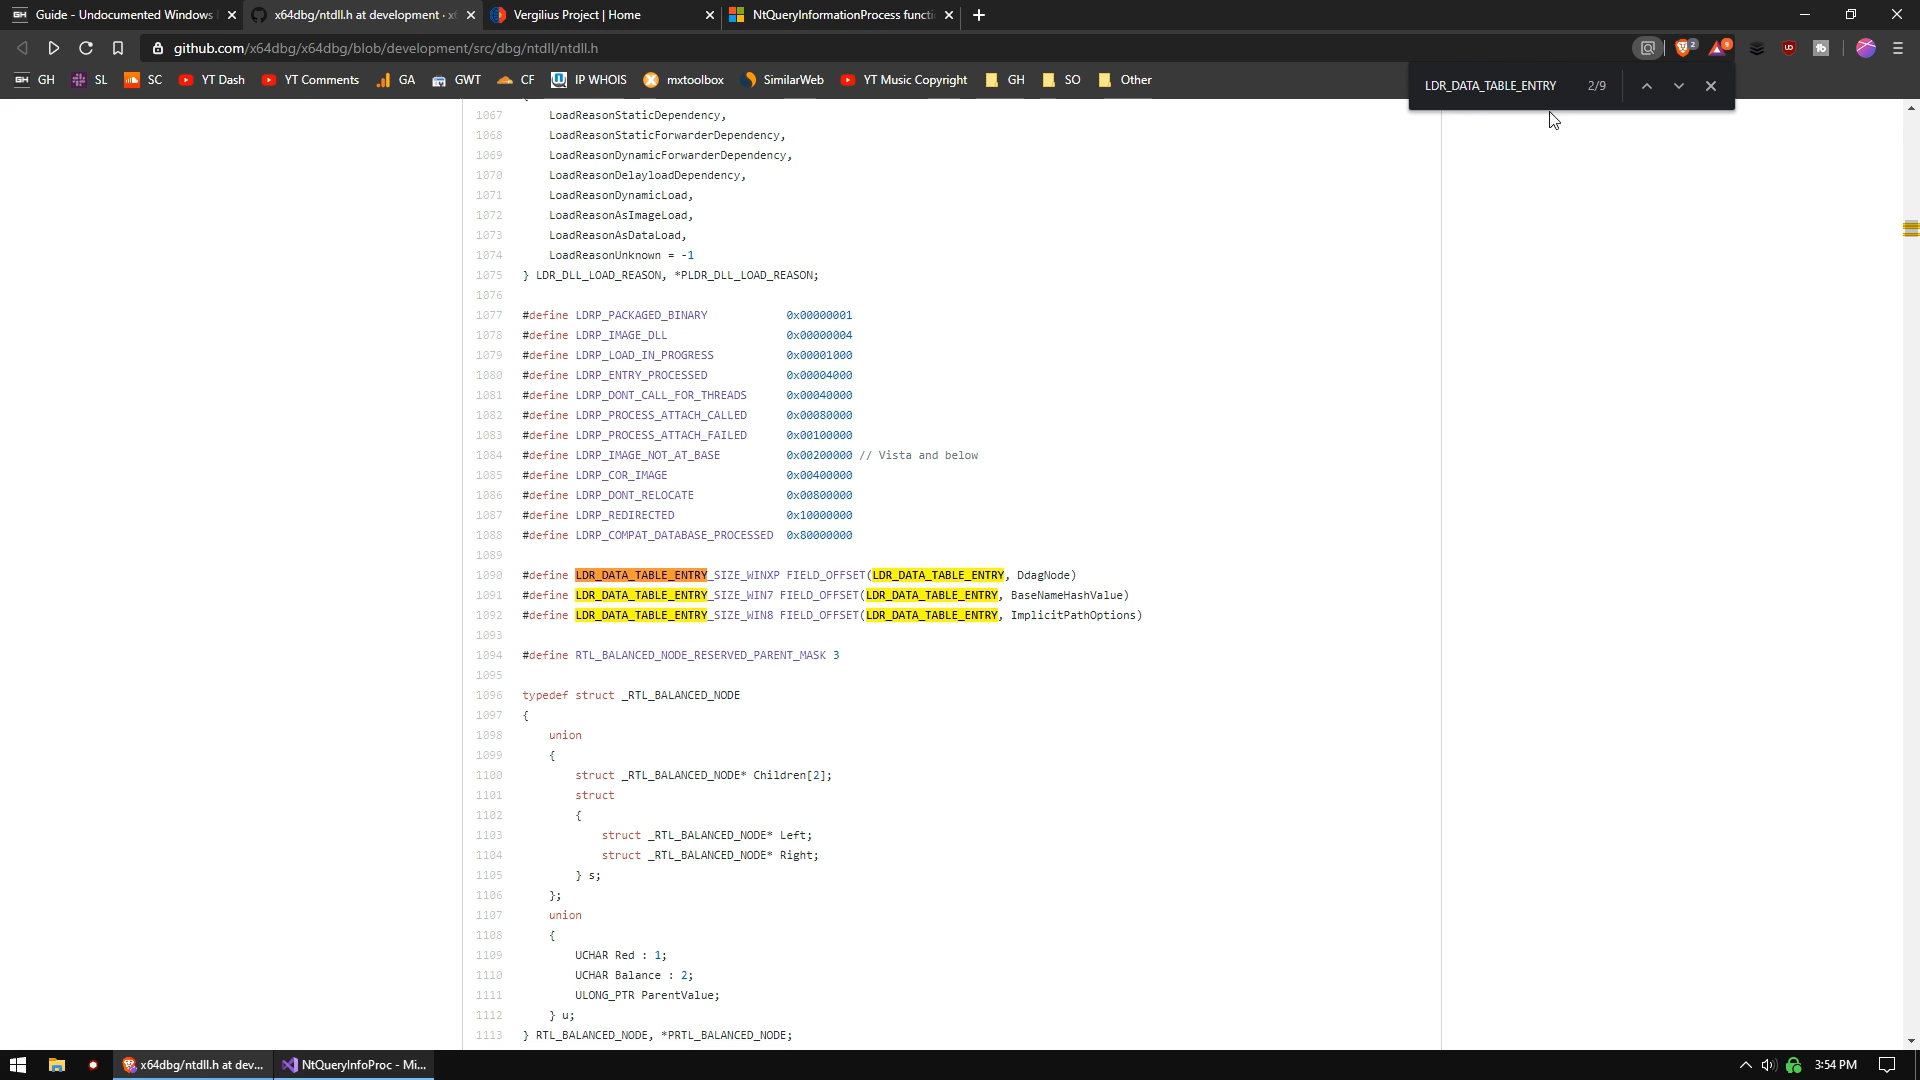 GH Guide - Undocumented Windows
x64dbg/ntdll.h at development · x
Vergilius Project | Home
NtQueryInformationProcess functi
github.com/x64dbg/x64dbg/blob/development/src/dbg/ntdll/ntdll.h
2
9
GH GH
SL
SC
YT Dash
YT Comments
GA
GWT
CF
IP WHOIS
mxtoolbox
SimilarWeb
YT Music Copyright
GH
SO
Other
LDR_DATA_TABLE_ENTRY 2/9
1067 LoadReasonStaticDependency,
1068 LoadReasonStaticForwarderDependency,
1069 LoadReasonDynamicForwarderDependency,
1070 LoadReasonDelayloadDependency,
1071 LoadReasonDynamicLoad,
1072 LoadReasonAsImageLoad,
1073 LoadReasonAsDataLoad,
1074 LoadReasonUnknown = -1
1075 } LDR_DLL_LOAD_REASON, *PLDR_DLL_LOAD_REASON;
1076
1077 #define LDRP_PACKAGED_BINARY 0x00000001
1078 #define LDRP_IMAGE_DLL 0x00000004
1079 #define LDRP_LOAD_IN_PROGRESS 0x00001000
1080 #define LDRP_ENTRY_PROCESSED 0x00004000
1081 #define LDRP_DONT_CALL_FOR_THREADS 0x00040000
1082 #define LDRP_PROCESS_ATTACH_CALLED 0x00080000
1083 #define LDRP_PROCESS_ATTACH_FAILED 0x00100000
1084 #define LDRP_IMAGE_NOT_AT_BASE 0x00200000 // Vista and below
1085 #define LDRP_COR_IMAGE 0x00400000
1086 #define LDRP_DONT_RELOCATE 0x00800000
1087 #define LDRP_REDIRECTED 0x10000000
1088 #define LDRP_COMPAT_DATABASE_PROCESSED 0x80000000
1089
1090 #define LDR_DATA_TABLE_ENTRY_SIZE_WINXP FIELD_OFFSET(LDR_DATA_TABLE_ENTRY, DdagNode)
1091 #define LDR_DATA_TABLE_ENTRY_SIZE_WIN7 FIELD_OFFSET(LDR_DATA_TABLE_ENTRY, BaseNameHashValue)
1092 #define LDR_DATA_TABLE_ENTRY_SIZE_WIN8 FIELD_OFFSET(LDR_DATA_TABLE_ENTRY, ImplicitPathOptions)
1093
1094 #define RTL_BALANCED_NODE_RESERVED_PARENT_MASK 3
1095
1096 typedef struct _RTL_BALANCED_NODE
1097 {
1098 union
1099 {
1100 struct _RTL_BALANCED_NODE* Children[2];
1101 struct
1102 {
1103 struct _RTL_BALANCED_NODE* Left;
1104 struct _RTL_BALANCED_NODE* Right;
1105 } s;
1106 };
1107 union
1108 {
1109 UCHAR Red : 1;
1110 UCHAR Balance : 2;
1111 ULONG_PTR ParentValue;
1112 } u;
1113 } RTL_BALANCED_NODE, *PRTL_BALANCED_NODE;
x64dbg/ntdll.h at dev...
NtQueryInfoProc - Mi...
3:54 PM